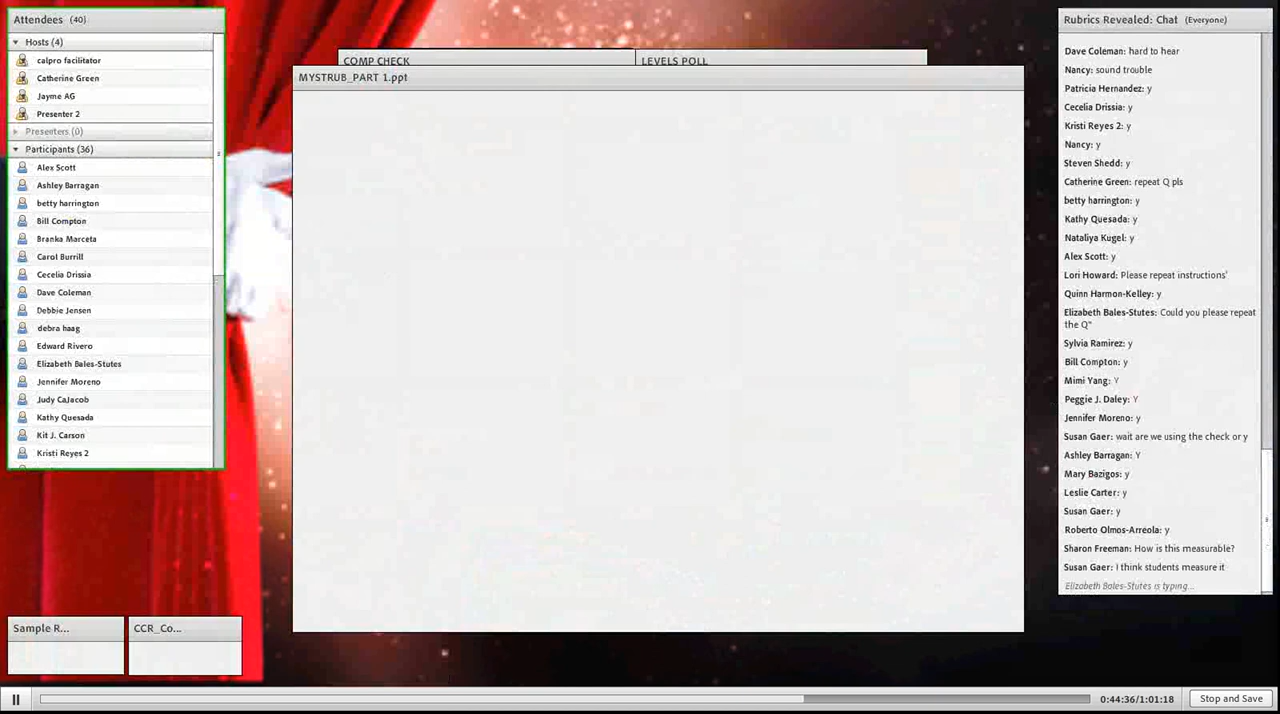 Attendees (40)
Hosts (4)
calpro facilitator
Catherine Green
Jayme AG
Presenter 2
Presenters (0)
Participants (36)
Alex Scott
Ashley Barragan
betty harrington
Bill Compton
Branka Marceta
Carol Burrill
Cecelia Drissia
Dave Coleman
Debbie Jensen
debra haag
Edward Rivero
Elizabeth Bales-Stutes
Jennifer Moreno
Judy CaJacob
Kathy Quesada
Kit J. Carson
Kristi Reyes 2
COMP CHECK
LEVELS POLL
MYSTRUB_PART 1.ppt
Rubrics Revealed: Chat (Everyone)
Dave Coleman: hard to hear
Nancy: sound trouble
Patricia Hernandez: y
Cecelia Drissia: y
Kristi Reyes 2: y
Nancy: y
Steven Shedd: y
Catherine Green: repeat Q pls
betty harrington: y
Kathy Quesada: y
Nataliya Kugel: y
Alex Scott: y
Lori Howard: Please repeat instructions'
Quinn Harmon-Kelley: y
Elizabeth Bales-Stutes: Could you please repeat
the Q"
Sylvia Ramirez: y
Bill Compton: y
Mimi Yang: Y
Peggie J. Daley: Y
Jennifer Moreno: y
Susan Gaer: wait are we using the check or y
Ashley Barragan: Y
Mary Bazigos: y
Leslie Carter: y
Susan Gaer: y
Roberto Olmos-Arreola: y
Sharon Freeman: How is this measurable?
Susan Gaer: I think students measure it
Elizabeth Bales-Stutes is typing...
Sample R...
CCR_Co...
0:44:36/1:01:18
Stop and Save